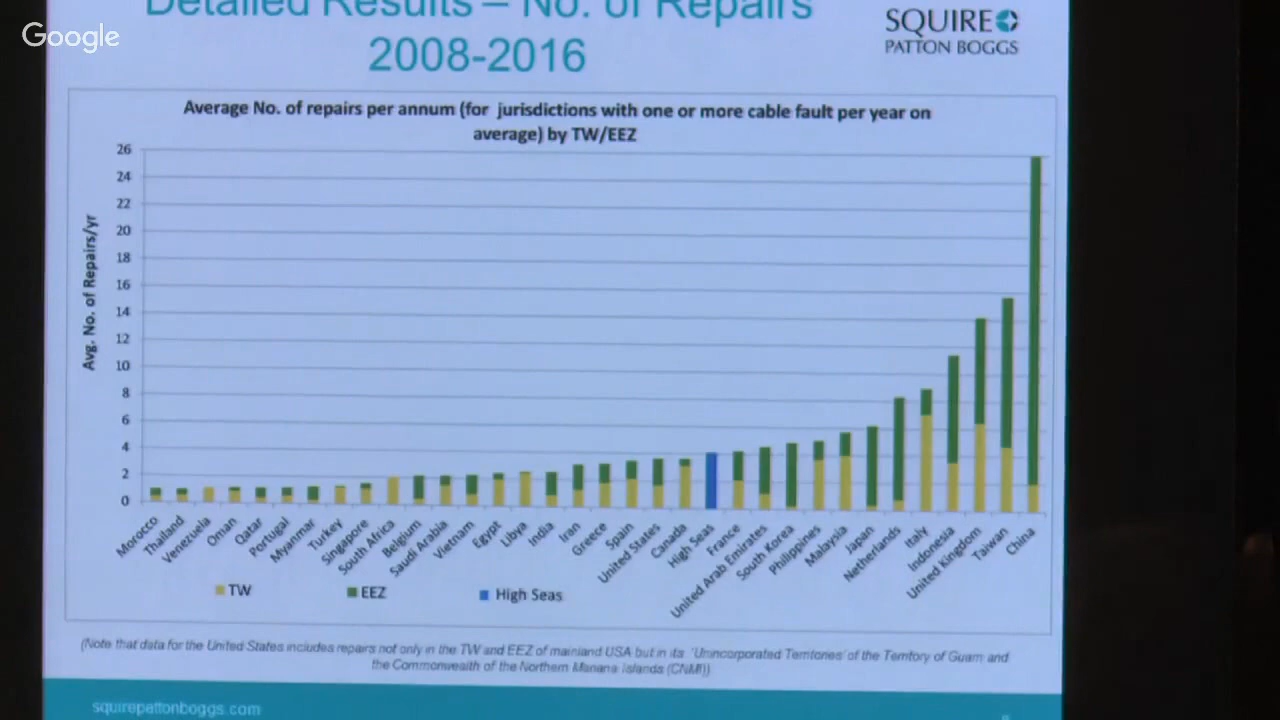 Google
Detailed Results – No. of Repairs
2008-2016
SQUIRE
PATTON BOGGS
Average No. of repairs per annum (for jurisdictions with one or more cable fault per year on
average) by TW/EEZ
Avg. No. of Repairs/yr
26
24
22
20
18
16
14
12
10
8
6
4
2
0
Morocco
Thailand
Venezuela
Oman
Qatar
Portugal
Myanmar
Turkey
Singapore
South Africa
Belgium
Saudi Arabia
Vietnam
Egypt
Libya
India
Iran
Greece
Spain
United States
Canada
High Seas
France
United Arab Emirates
South Korea
Philippines
Malaysia
Japan
Netherlands
Italy
Indonesia
United Kingdom
Taiwan
China
TW
EEZ
High Seas
(Note that data for the United States includes repairs not only in the TW and EEZ of mainland USA but in its 'Unincorporated Territories' of the Territory of Guam and
the Commonwealth of the Northern Mariana Islands (CNMI))
squirepattonboggs.com